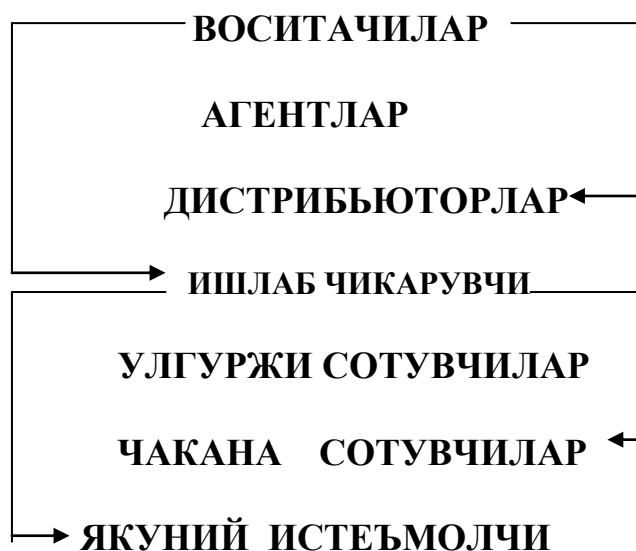 ВОСИТАЧИЛАР
АГЕНТЛАР
ДИСТРИБЬЮТОРЛАР
ИШЛАБ ЧИКАРУВЧИ
УЛГУРЖИ СОТУВЧИЛАР
ЧАКАНА СОТУВЧИЛАР
ЯКУНИЙ ИСТЕЪМОЛЧИ